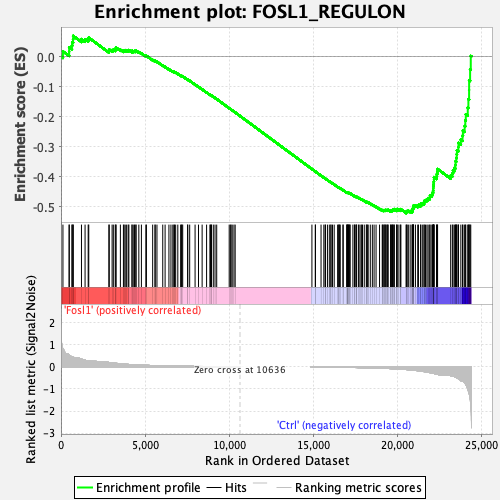 Enrichment plot: FOSL1_REGULON
Enrichment score (ES)
0.0
-0.1
-0.2
-0.3
-0.4
-0.5
Ranked list metric (Signal2Noise)
'Fosl1' (positively correlated)
2
1
0
-1
-2
-3
Zero cross at 10636
'Ctrl' (negatively correlated)
0
5,000
10,000
15,000
20,000
25,000
Rank in Ordered Dataset
Enrichment profile
Hits
Ranking metric scores